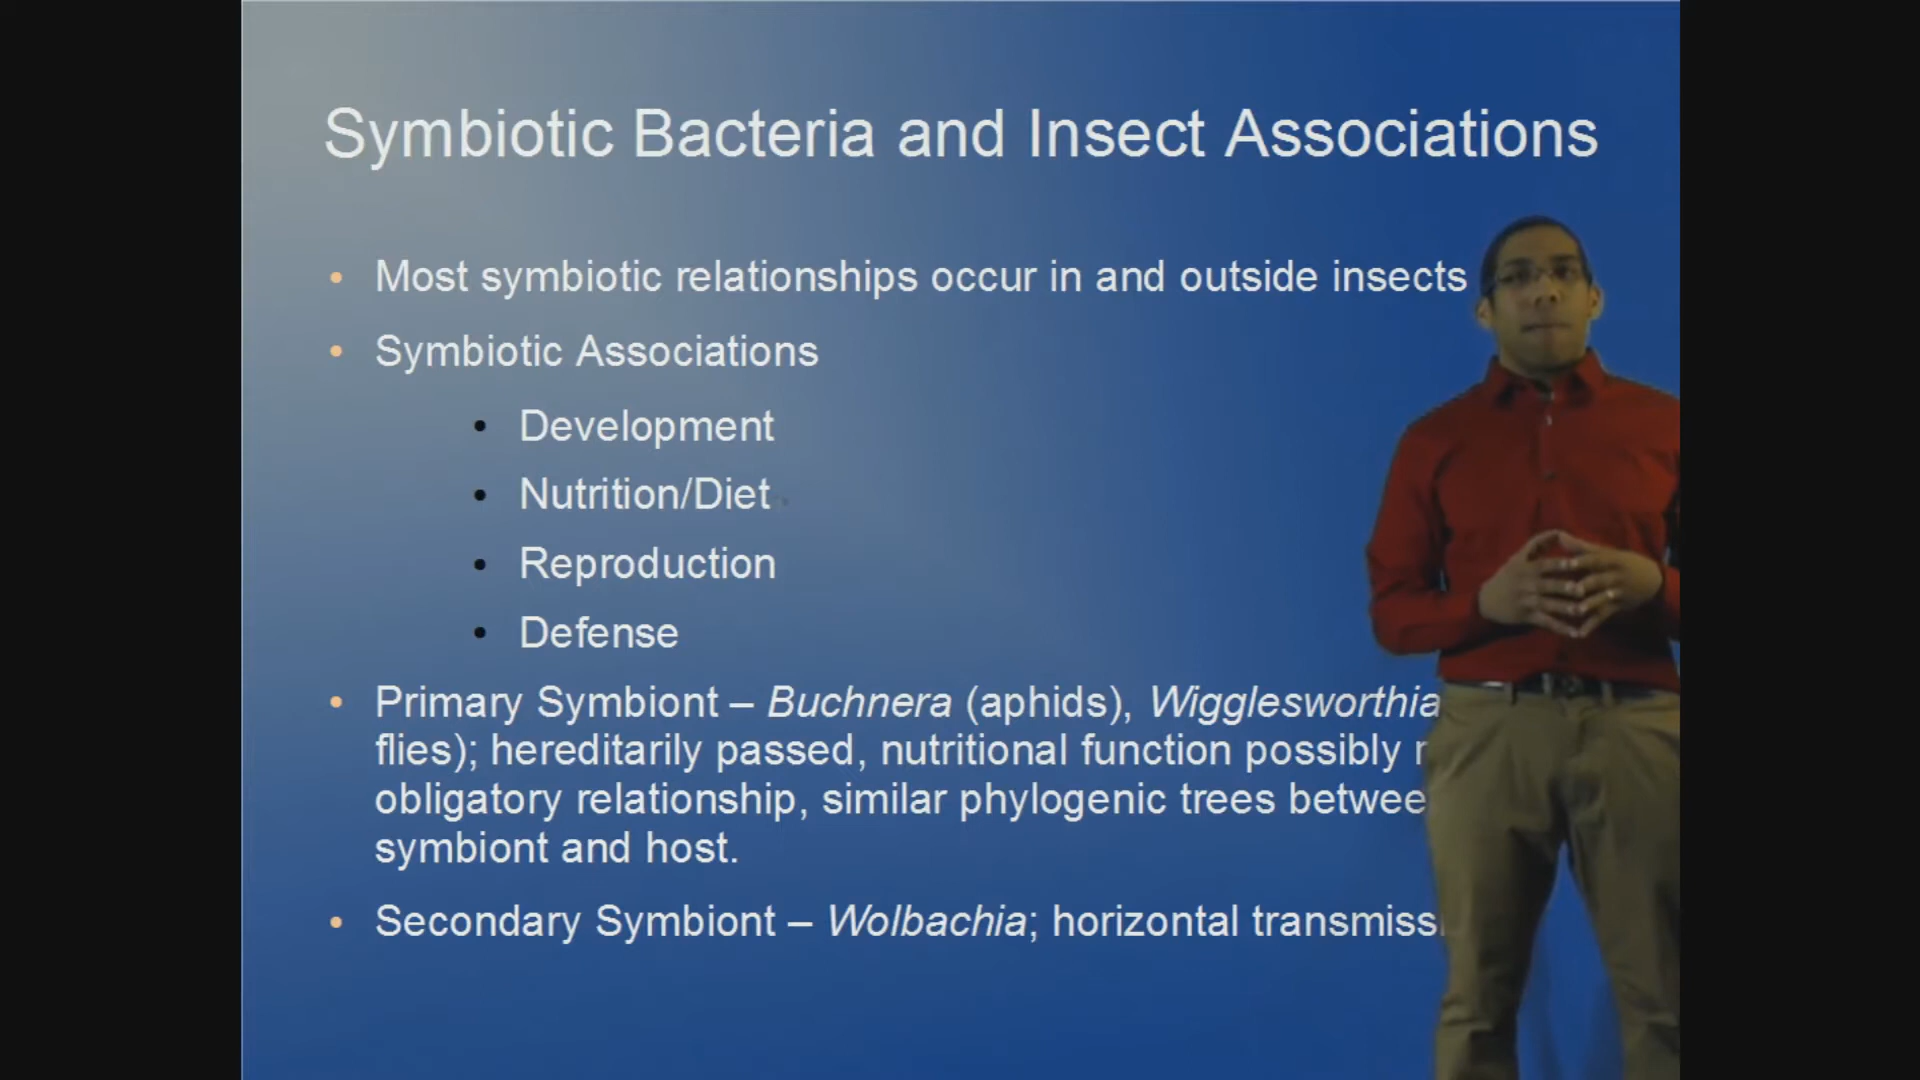 Symbiotic Bacteria and Insect Associations
• Most symbiotic relationships occur in and outside insects
• Symbiotic Associations
• Development
• Nutrition/Diet
• Reproduction
• Defense
• Primary Symbiont – Buchnera (aphids), Wigglesworthia
flies); hereditarily passed, nutritional function possibly
obligatory relationship, similar phylogenic trees
symbiont and host.
• Secondary Symbiont – Wolbachia; horizontal